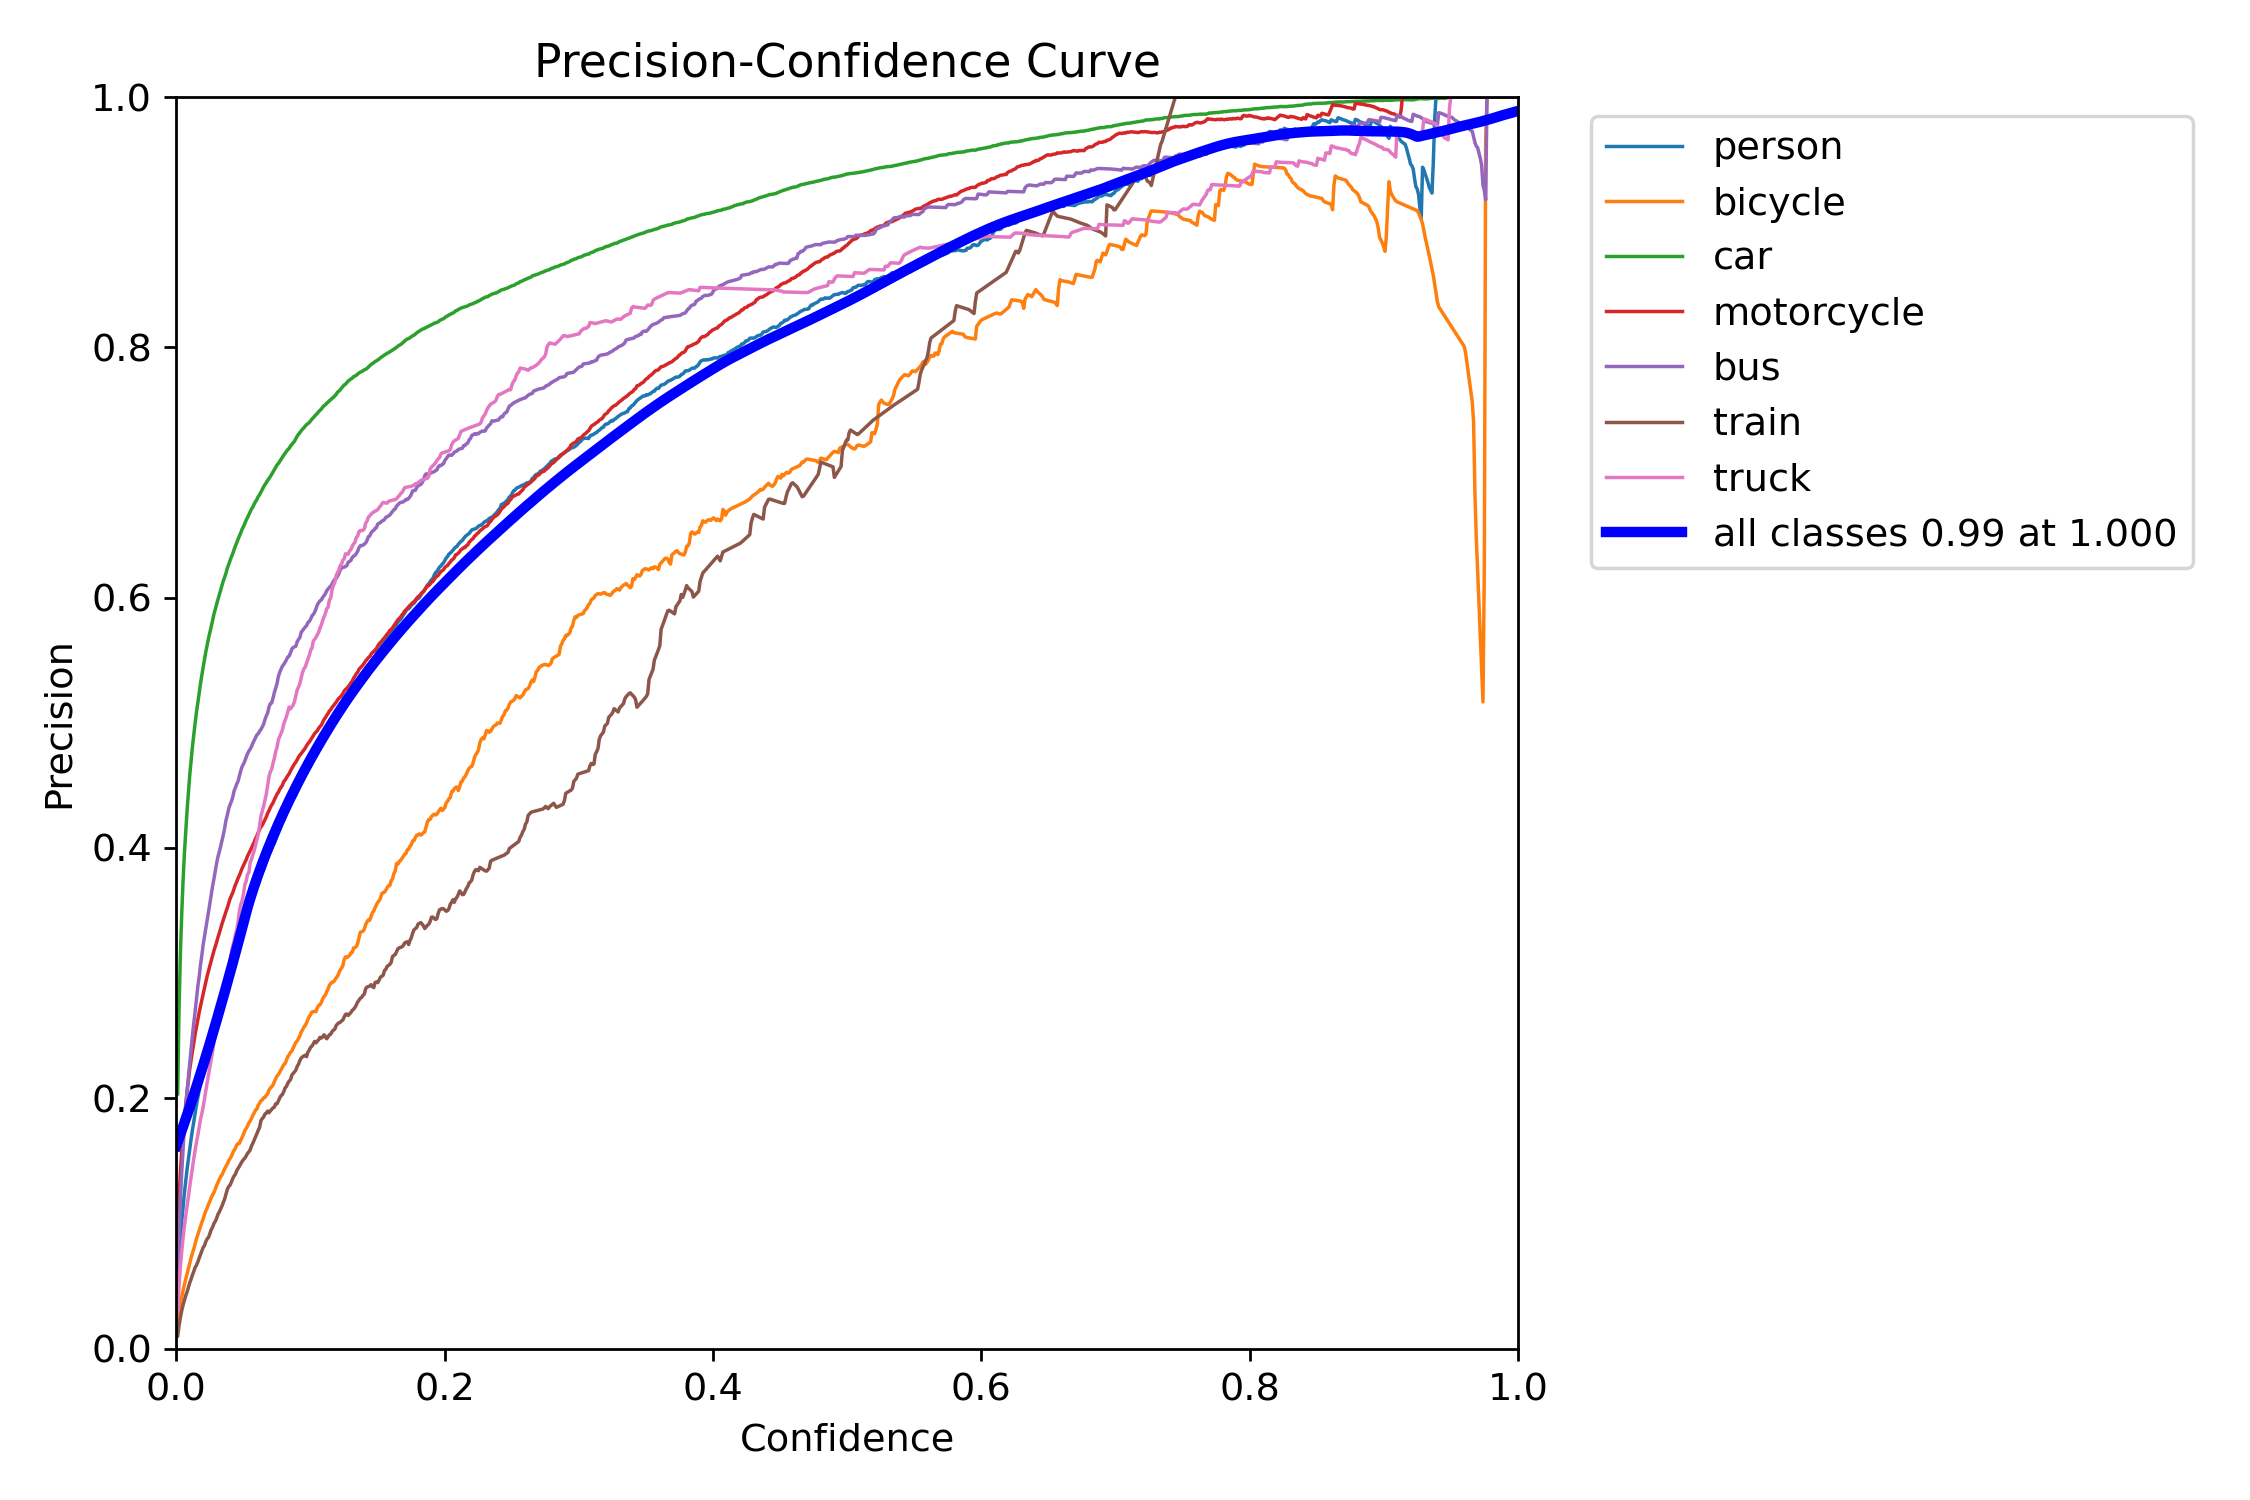 Precision-Confidence Curve
1.0
0.8
0.6
0.4
0.2
0.0
Precision
0.0 0.2 0.4 0.6 0.8 1.0
Confidence
person
bicycle
car
motorcycle
bus
train
truck
all classes 0.99 at 1.000